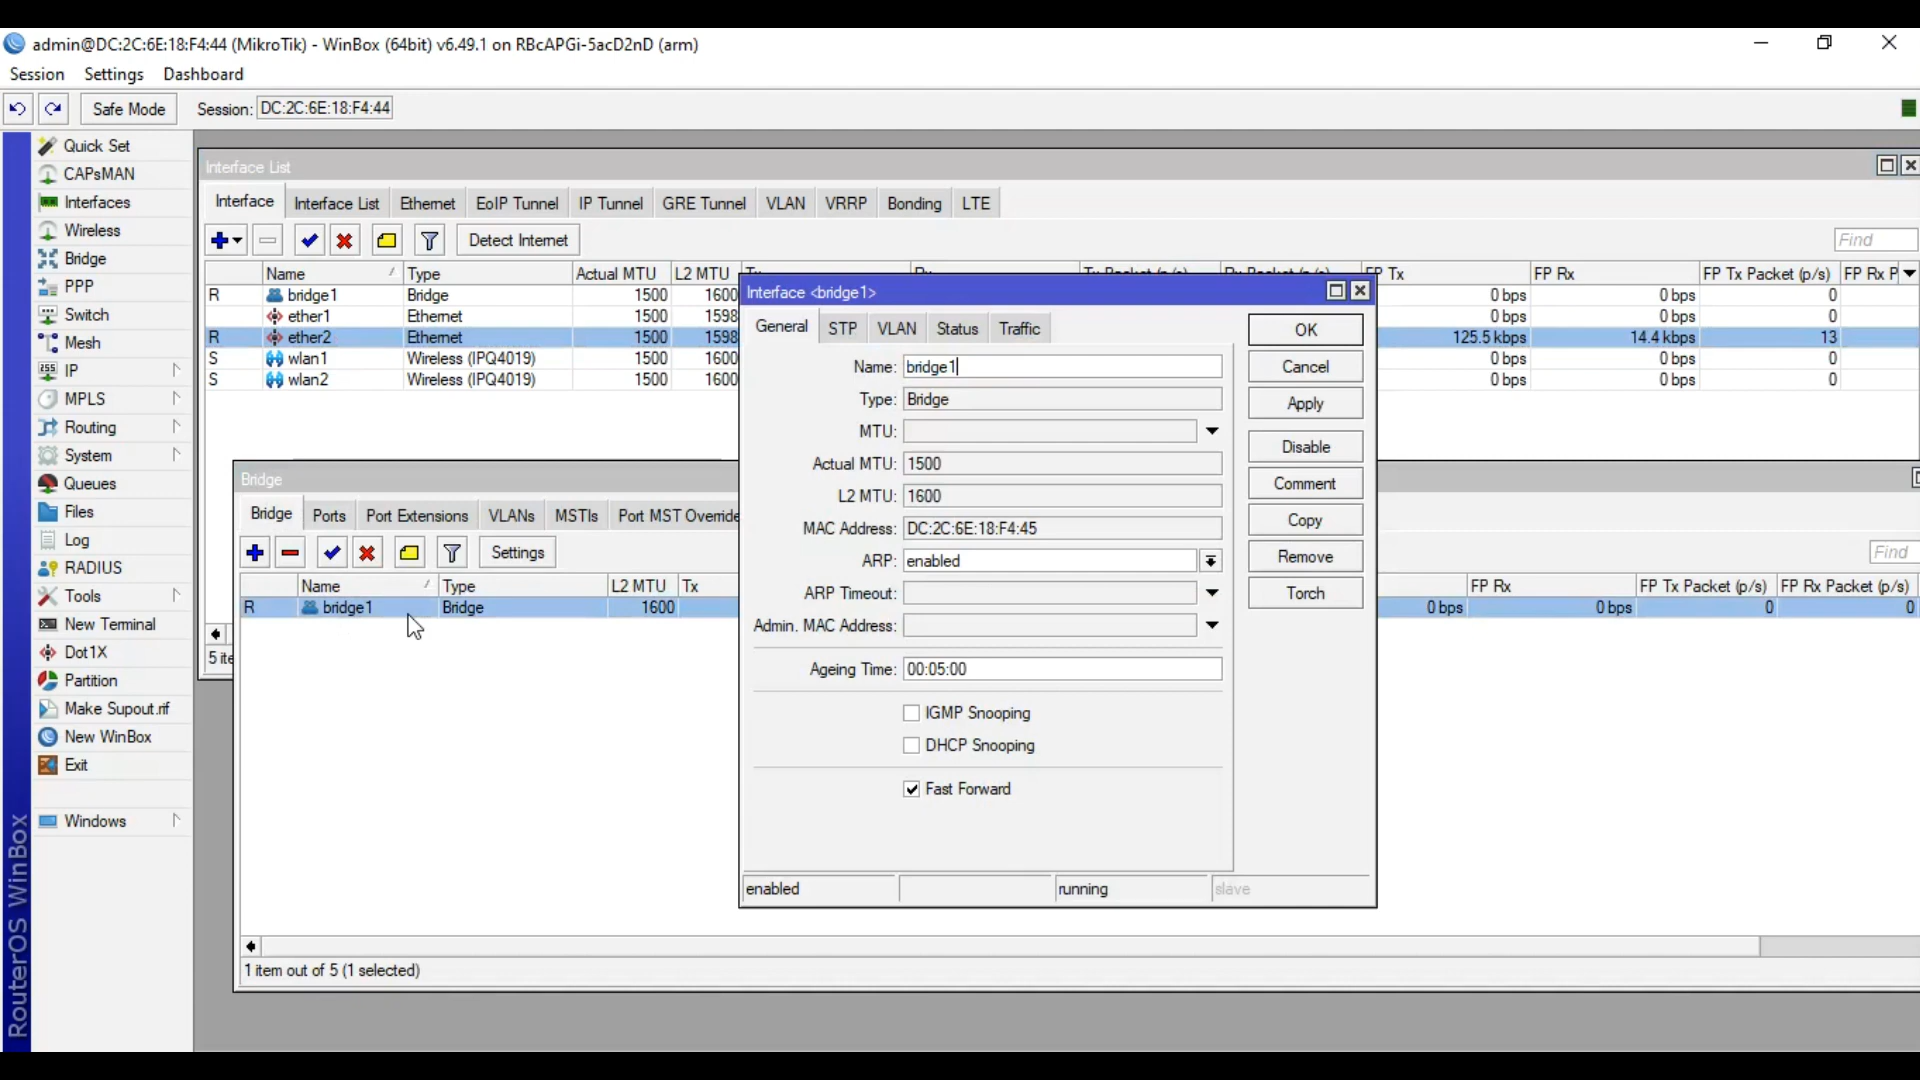 admin@DC:2C:6E:18:F4:44 (MikroTik) - WinBox (64bit) v6.49.1 on RBcAPGi-5acD2nD (arm)
Session Settings Dashboard
Safe Mode Session: DC:2C:6E:18:F4:44
Quick Set
CAPsMAN
Interfaces
Wireless
Bridge
PPP
Switch
Mesh
IP
MPLS
Routing
System
Queues
Files
Log
RADIUS
Tools
New Terminal
Dot1X
Partition
Make Supout.rif
New WinBox
Exit
Windows
RouterOS WinBox
Interface List
Interface Interface List Ethernet EoIP Tunnel IP Tunnel GRE Tunnel VLAN VRRP Bonding LTE
Detect Internet Find
Name Type Actual MTU L2 MTU Tx Rx Tx Packet (p/s) Rx Packet (p/s) FP Tx FP Rx FP Tx Packet (p/s) FP Rx P
R bridge1 Bridge 1500 1600 0 bps 0 bps 0
ether1 Ethernet 1500 1598 0 bps 0 bps 0
R ether2 Ethernet 1500 1598 125.5 kbps 14.4 kbps 13
S wlan1 Wireless (IPQ4019) 1500 1600 0 bps 0 bps 0
S wlan2 Wireless (IPQ4019) 1500 1600 0 bps 0 bps 0
5 ite
Bridge
Bridge Ports Port Extensions VLANs MSTIs Port MST Override
Settings Find
Name Type L2 MTU Tx FP Rx FP Tx Packet (p/s) FP Rx Packet (p/s)
R bridge1 Bridge 1600 0 bps 0 bps 0 0
1 item out of 5 (1 selected)
Interface <bridge1>
General STP VLAN Status Traffic
Name: bridge1
Type: Bridge
MTU:
Actual MTU: 1500
L2 MTU: 1600
MAC Address: DC:2C:6E:18:F4:45
ARP: enabled
ARP Timeout:
Admin. MAC Address:
Ageing Time: 00:05:00
IGMP Snooping
DHCP Snooping
Fast Forward
OK
Cancel
Apply
Disable
Comment
Copy
Remove
Torch
enabled running slave